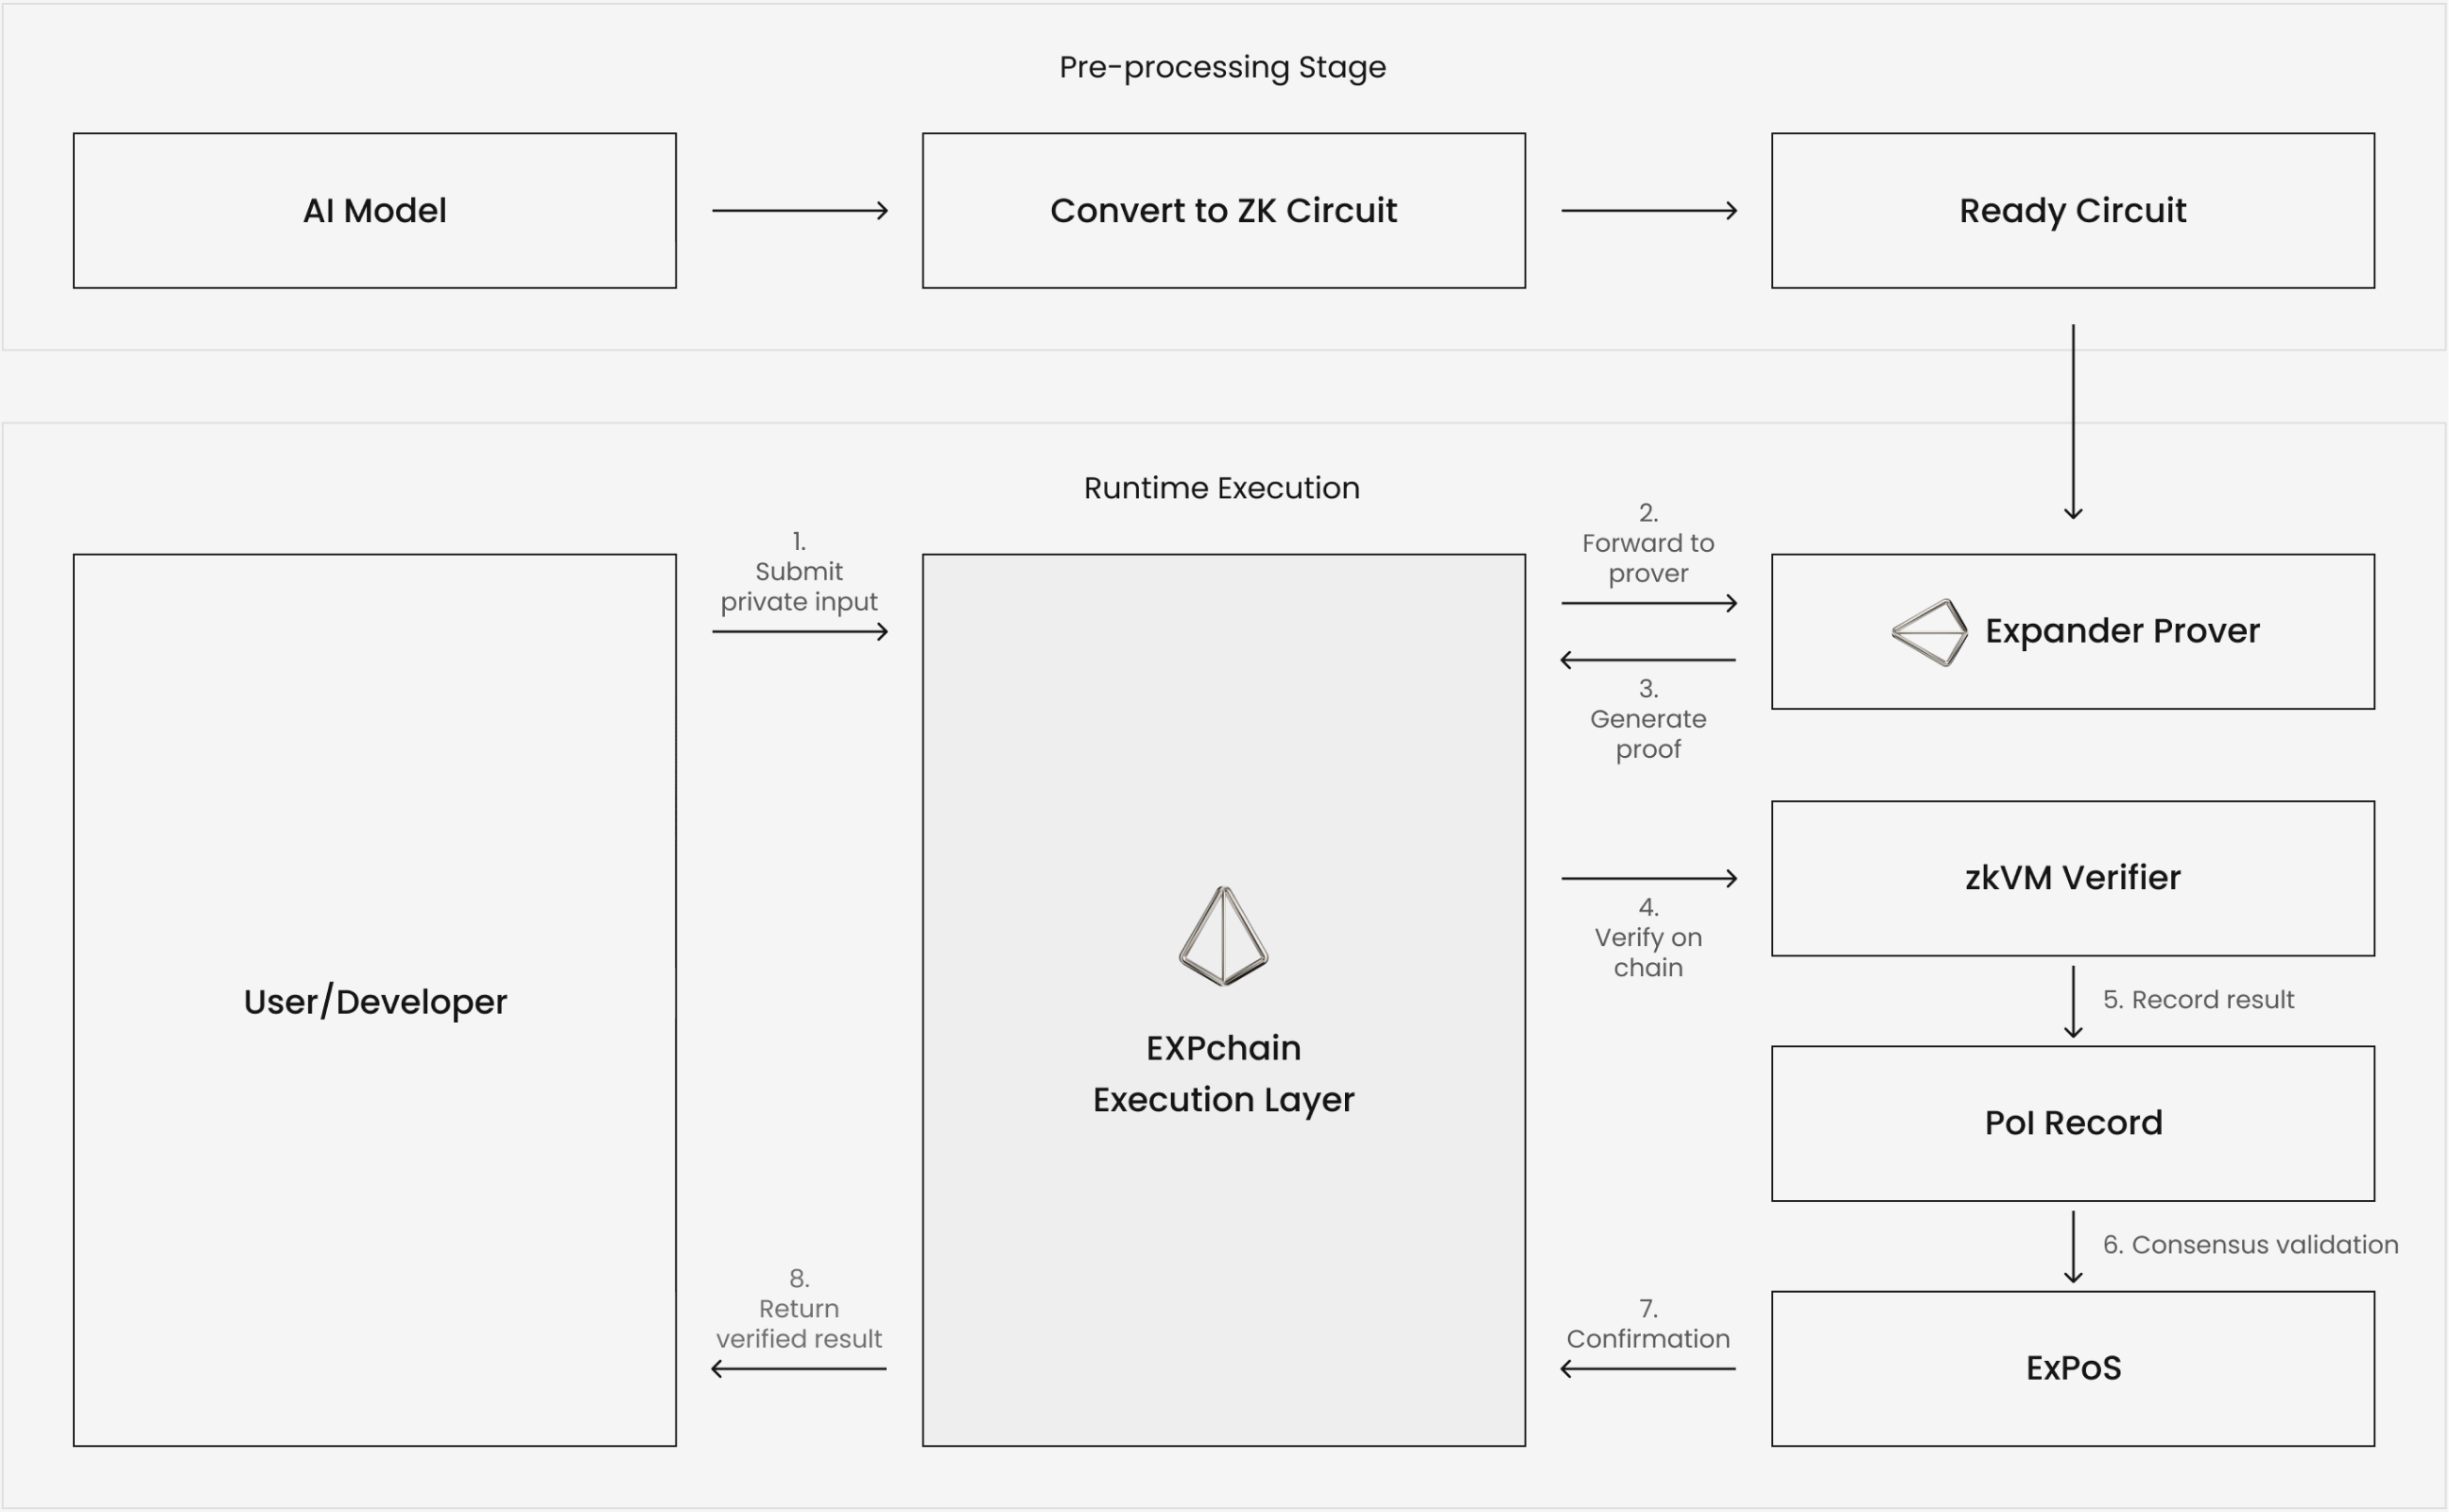 Pre-processing Stage
AI Model
Convert to ZK Circuit
Ready Circuit
Runtime Execution
User/Developer
1.
Submit
private input
EXPchain
Execution Layer
2.
Forward to
prover
Expander Prover
3.
Generate
proof
4.
Verify on
chain
zkVM Verifier
5. Record result
PoI Record
6. Consensus validation
ExPoS
7.
Confirmation
8.
Return
verified result